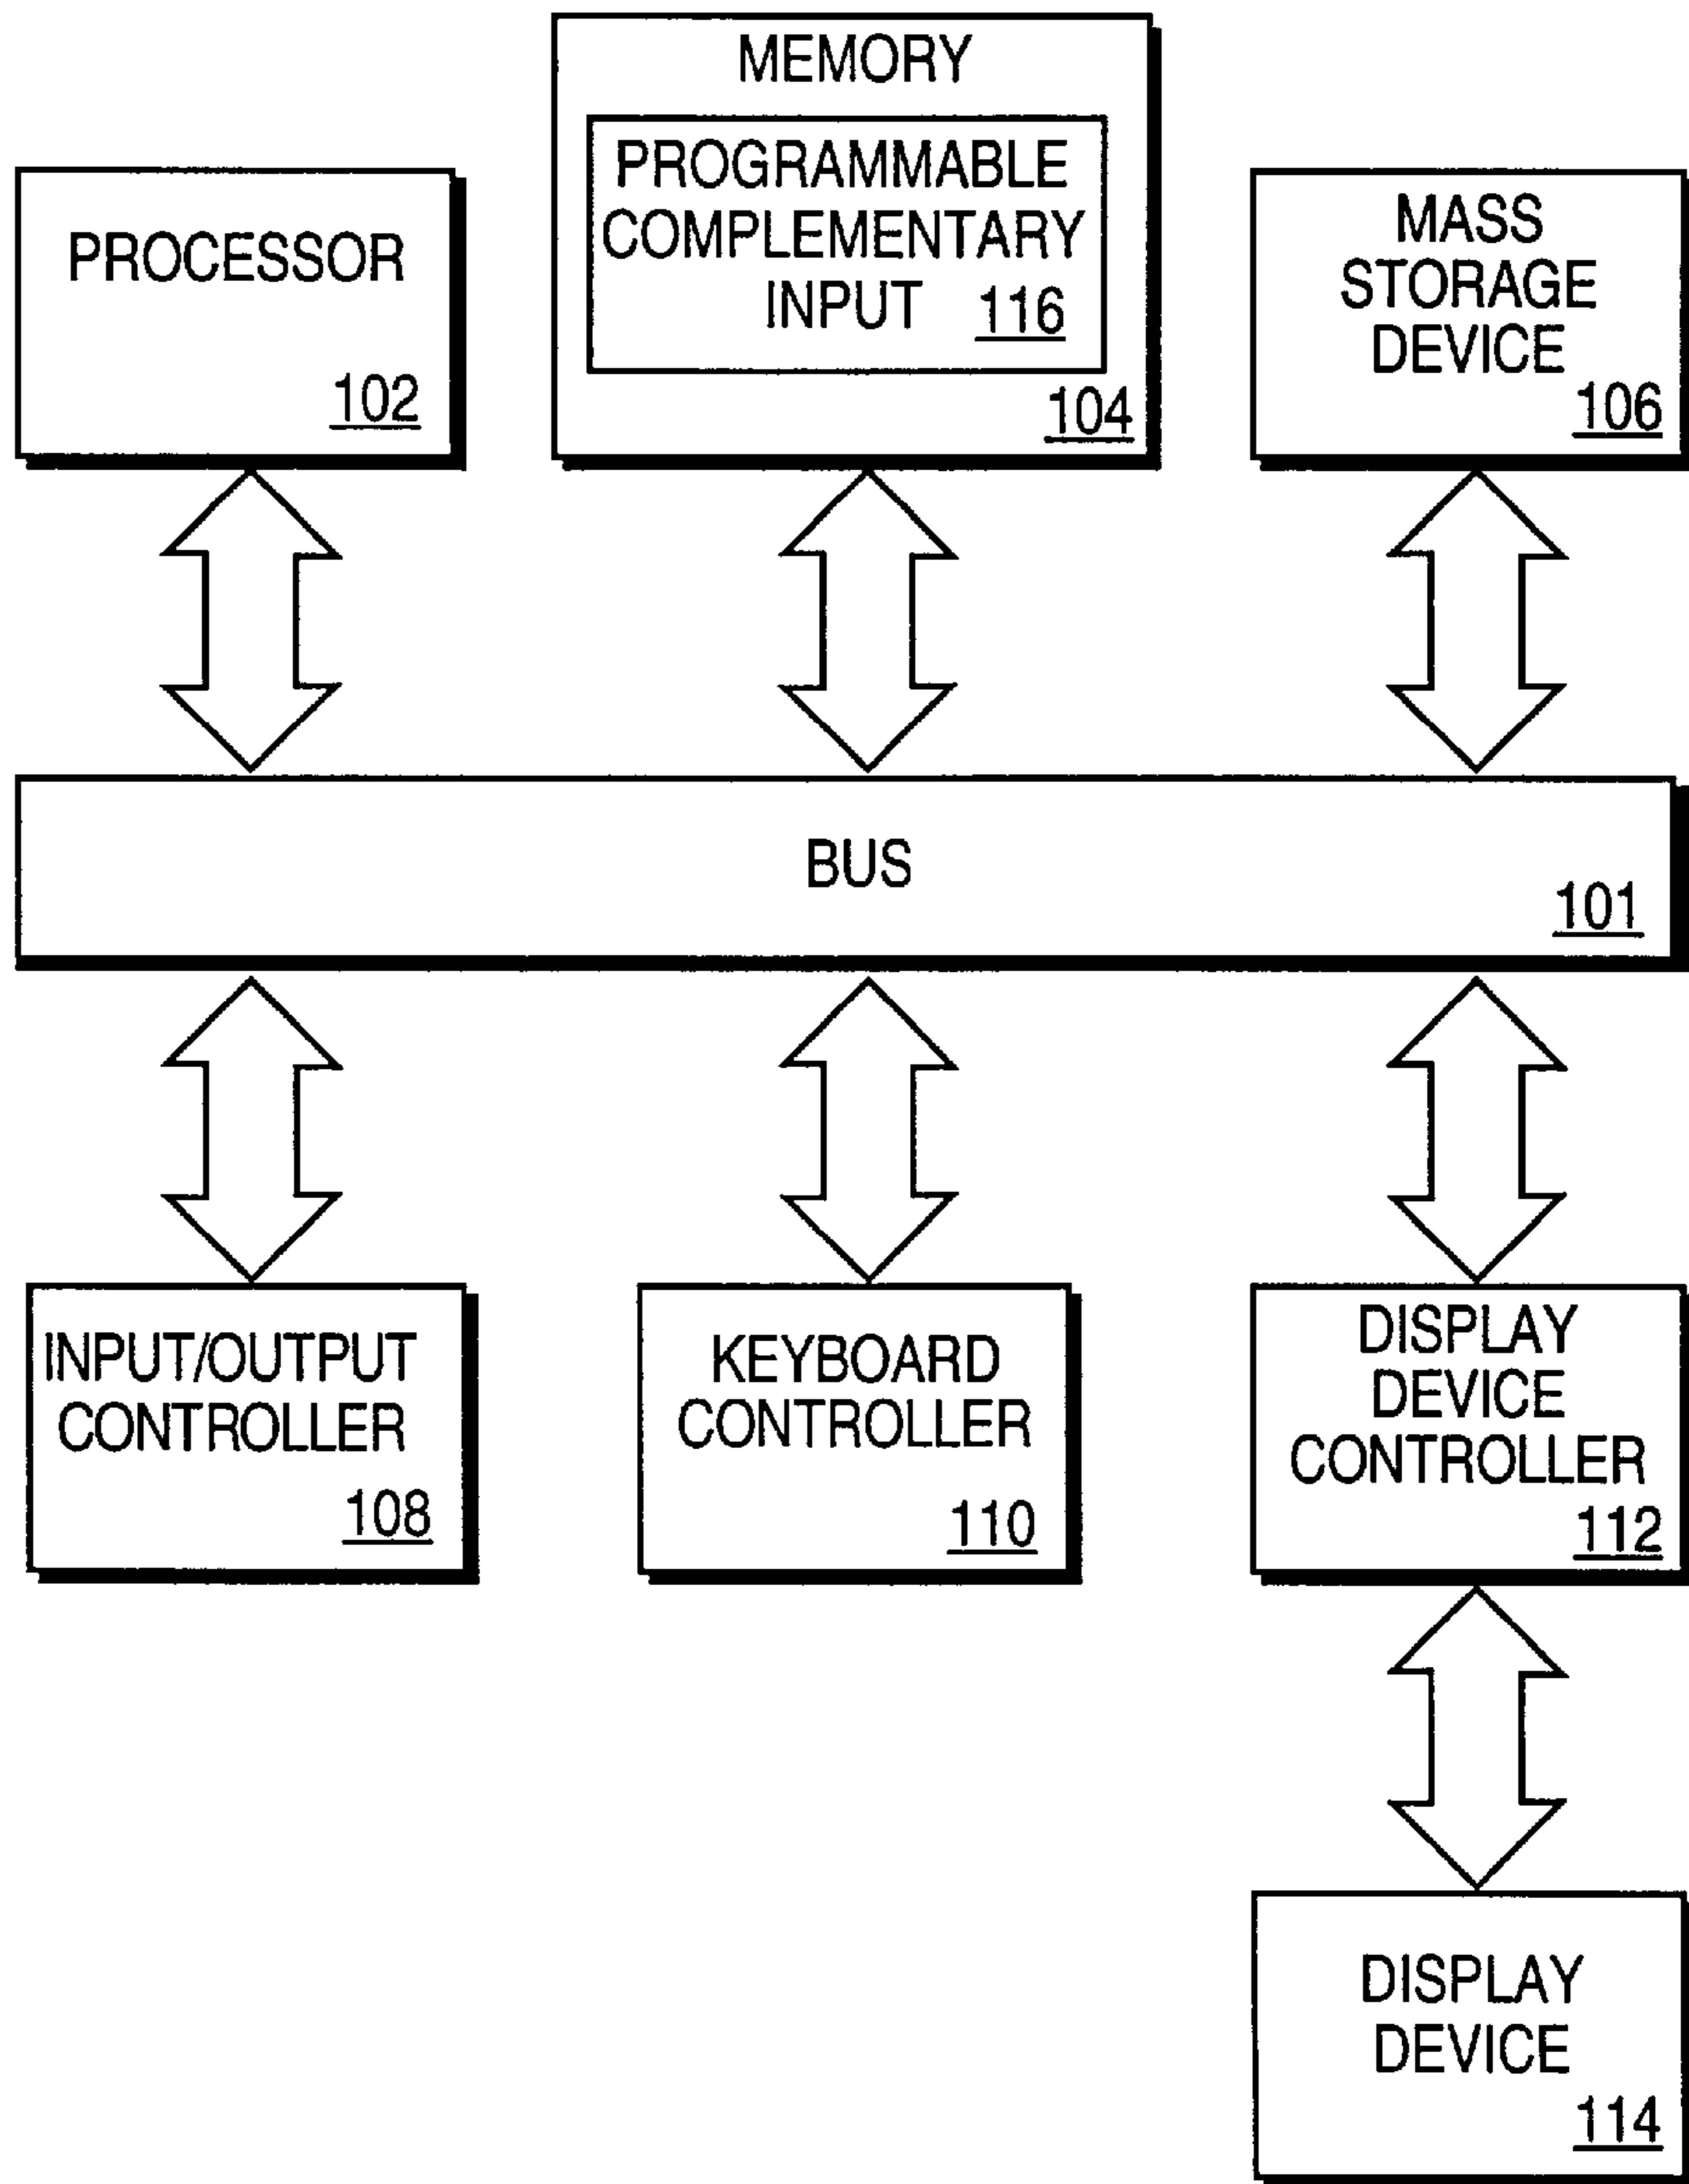 MEMORY
PROGRAMMABLE
COMPLEMENTARY
INPUT 116
104
PROCESSOR
102
MASS
STORAGE
DEVICE
106
BUS
101
INPUT/OUTPUT
CONTROLLER
108
KEYBOARD
CONTROLLER
110
DISPLAY
DEVICE
CONTROLLER
112
DISPLAY
DEVICE
114